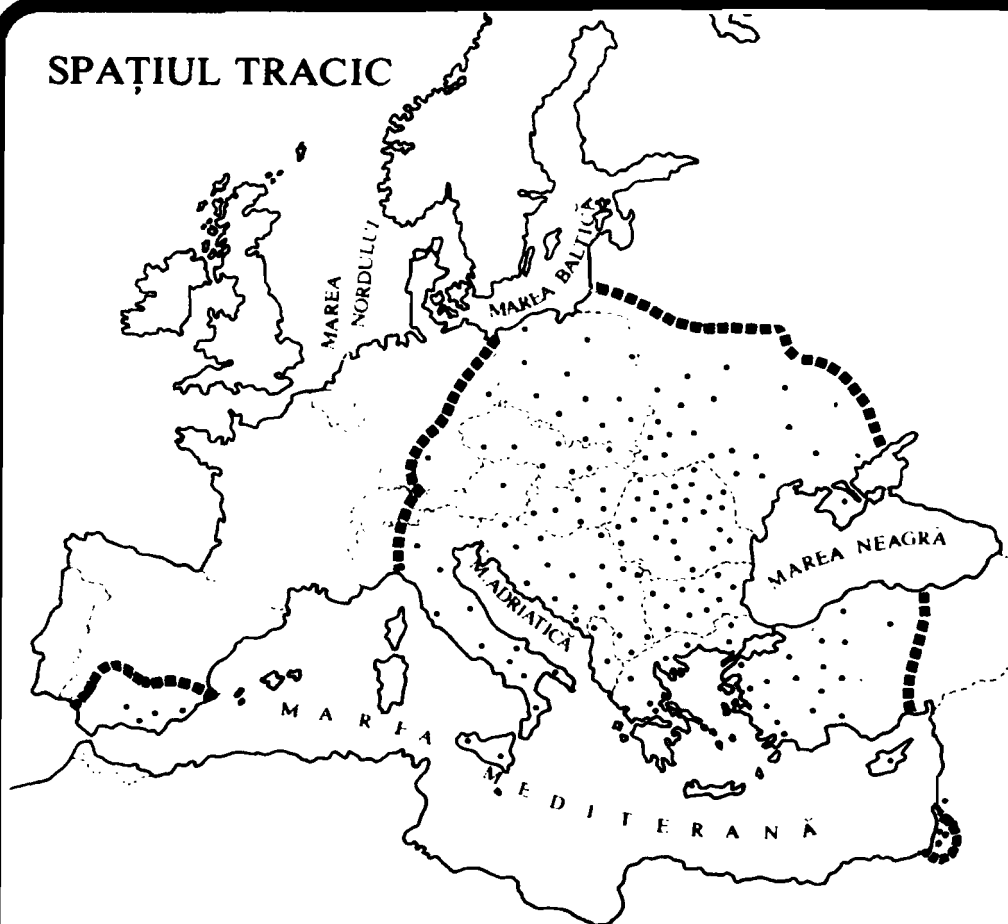 SPAȚIUL TRACIC
MAREA
NORDULUI
MAREA BALTICĂ
MAREA NEAGRĂ
M.ADRIATICĂ
MAREA
MEDITERANĂ